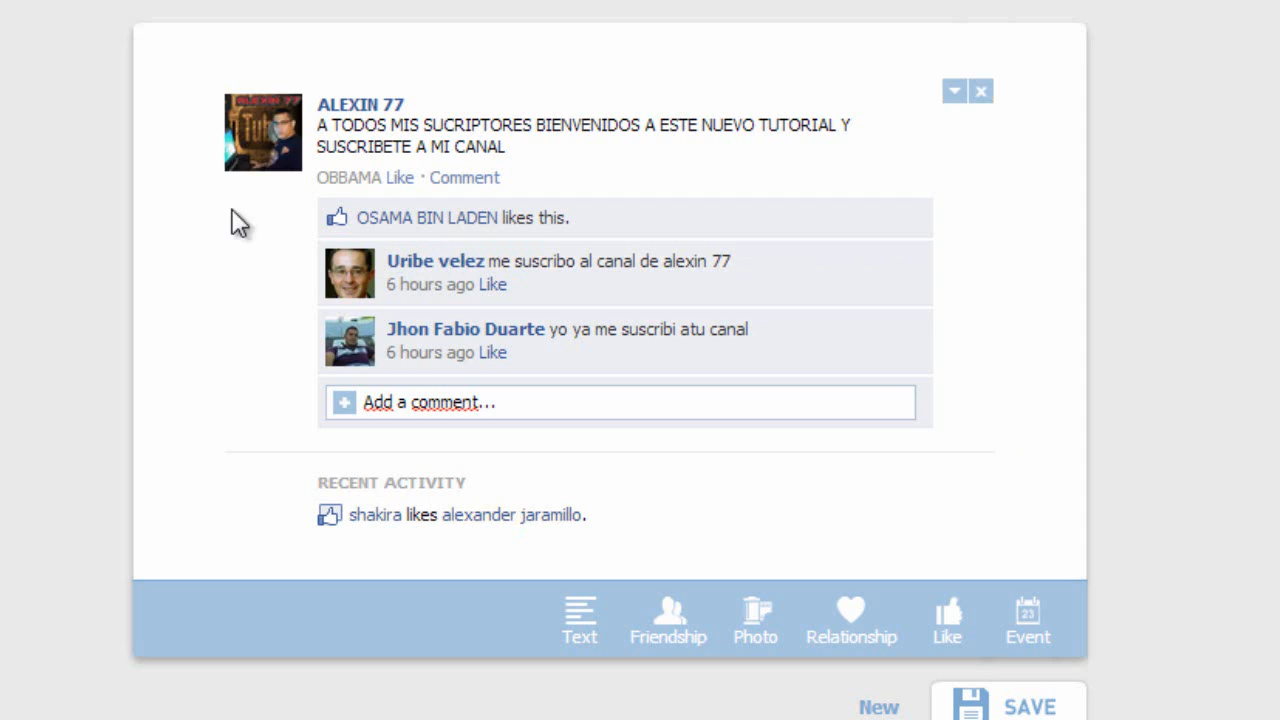 ALEXIN 77
A TODOS MIS SUCRIPTORES BIENVENIDOS A ESTE NUEVO TUTORIAL Y
SUSCRIBETE A MI CANAL
OBBAMA Like · Comment
OSAMA BIN LADEN likes this.
Uribe velez me suscribo al canal de alexin 77
6 hours ago Like
Jhon Fabio Duarte yo ya me suscribi atu canal
6 hours ago Like
Add a comment...
RECENT ACTIVITY
shakira likes alexander jaramillo.
Text Friendship Photo Relationship Like 23 Event
New SAVE